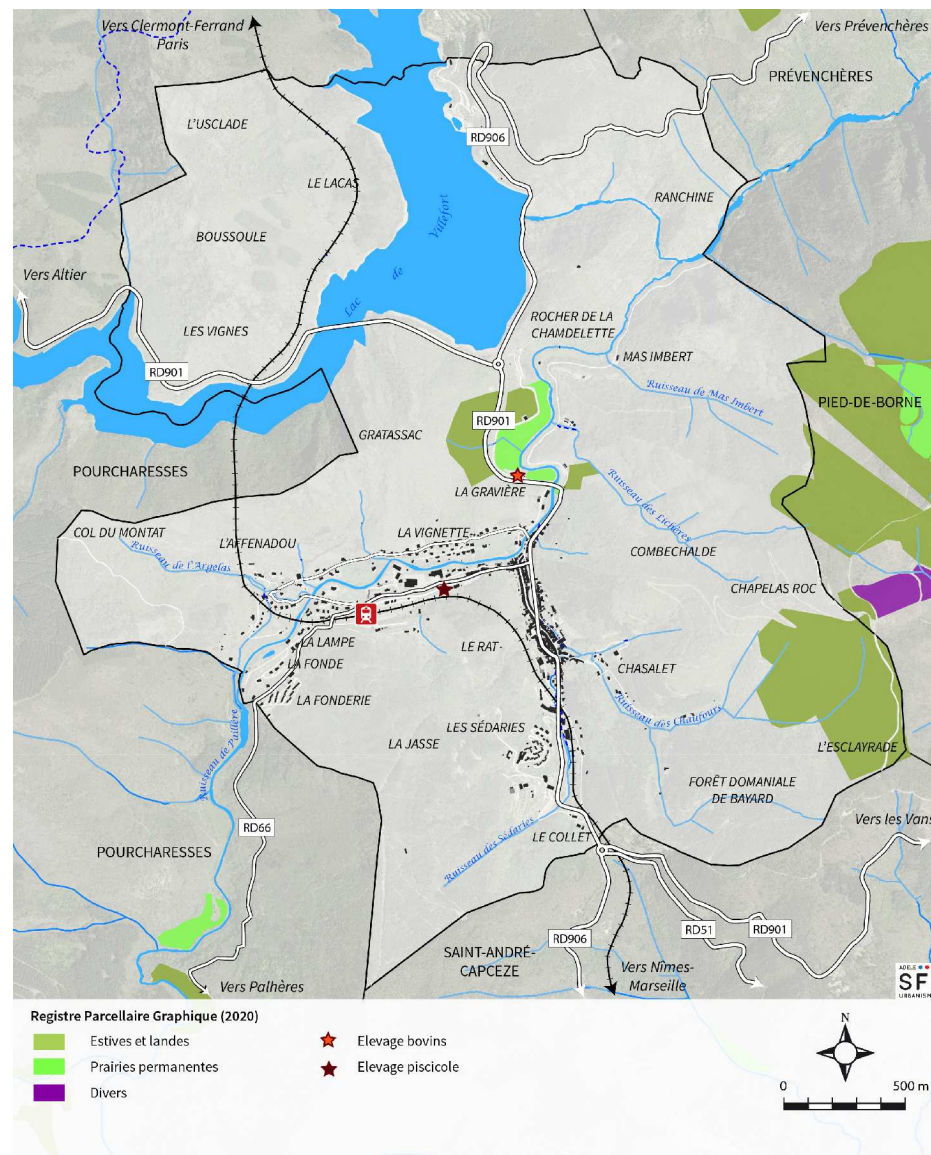 Vers Clermont-Ferrand
Paris
Vers Prévenchères
PRÉVENCHÈRES
L'USCLADE
RD906
LE LACAS
RANCHINE
Lac de Villefort
BOUSSOULE
Vers Altier
LES VIGNES
ROCHER DE LA
CHAMDELETTE
MAS IMBERT
RD901
Ruisseau de Mas Imbert
PIED-DE-BORNE
RD901
GRATASSAC
POURCHARESSES
LA GRAVIÈRE
Ruisseau des Lichères
COL DU MONTAT
L'AFFENADOU
LA VIGNETTE
Ruisseau de l'Argelas
COMBECHALDE
CHAPELAS ROC
LA LAMPE
LE RAT
LA FONDE
CHASALET
LA FONDERIE
Ruisseau des Chaufours
Ruisseau de Paillère
LES SÉDARIES
LA JASSE
L'ESCLAYRADE
FORÊT DOMANIALE
DE BAYARD
RD66
Vers les Vans
Ruisseau des Sédaries
LE COLLET
POURCHARESSES
RD906
RD51
RD901
SAINT-ANDRÉ-
CAPCEZE
Vers Nîmes-
Marseille
Vers Palhères
ADELE
SF
URBANISM
Registre Parcellaire Graphique (2020)
Estives et landes
Prairies permanentes
Divers
Elevage bovins
Elevage piscicole
N
0
500 m